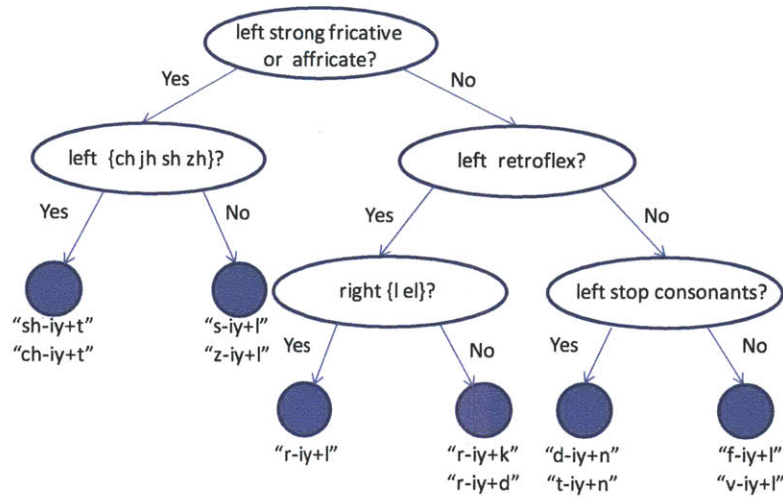 left strong fricative
or affricate?
Yes
No
left {ch jh sh zh}?
left retroflex?
Yes
No
Yes
No
right {l el}?
left stop consonants?
"sh-iy+t"
"ch-iy+t"
"s-iy+l"
"z-iy+l"
Yes
No
Yes
No
"r-iy+l"
"r-iy+k"
"r-iy+d"
"d-iy+n"
"t-iy+n"
"f-iy+l"
"v-iy+l"